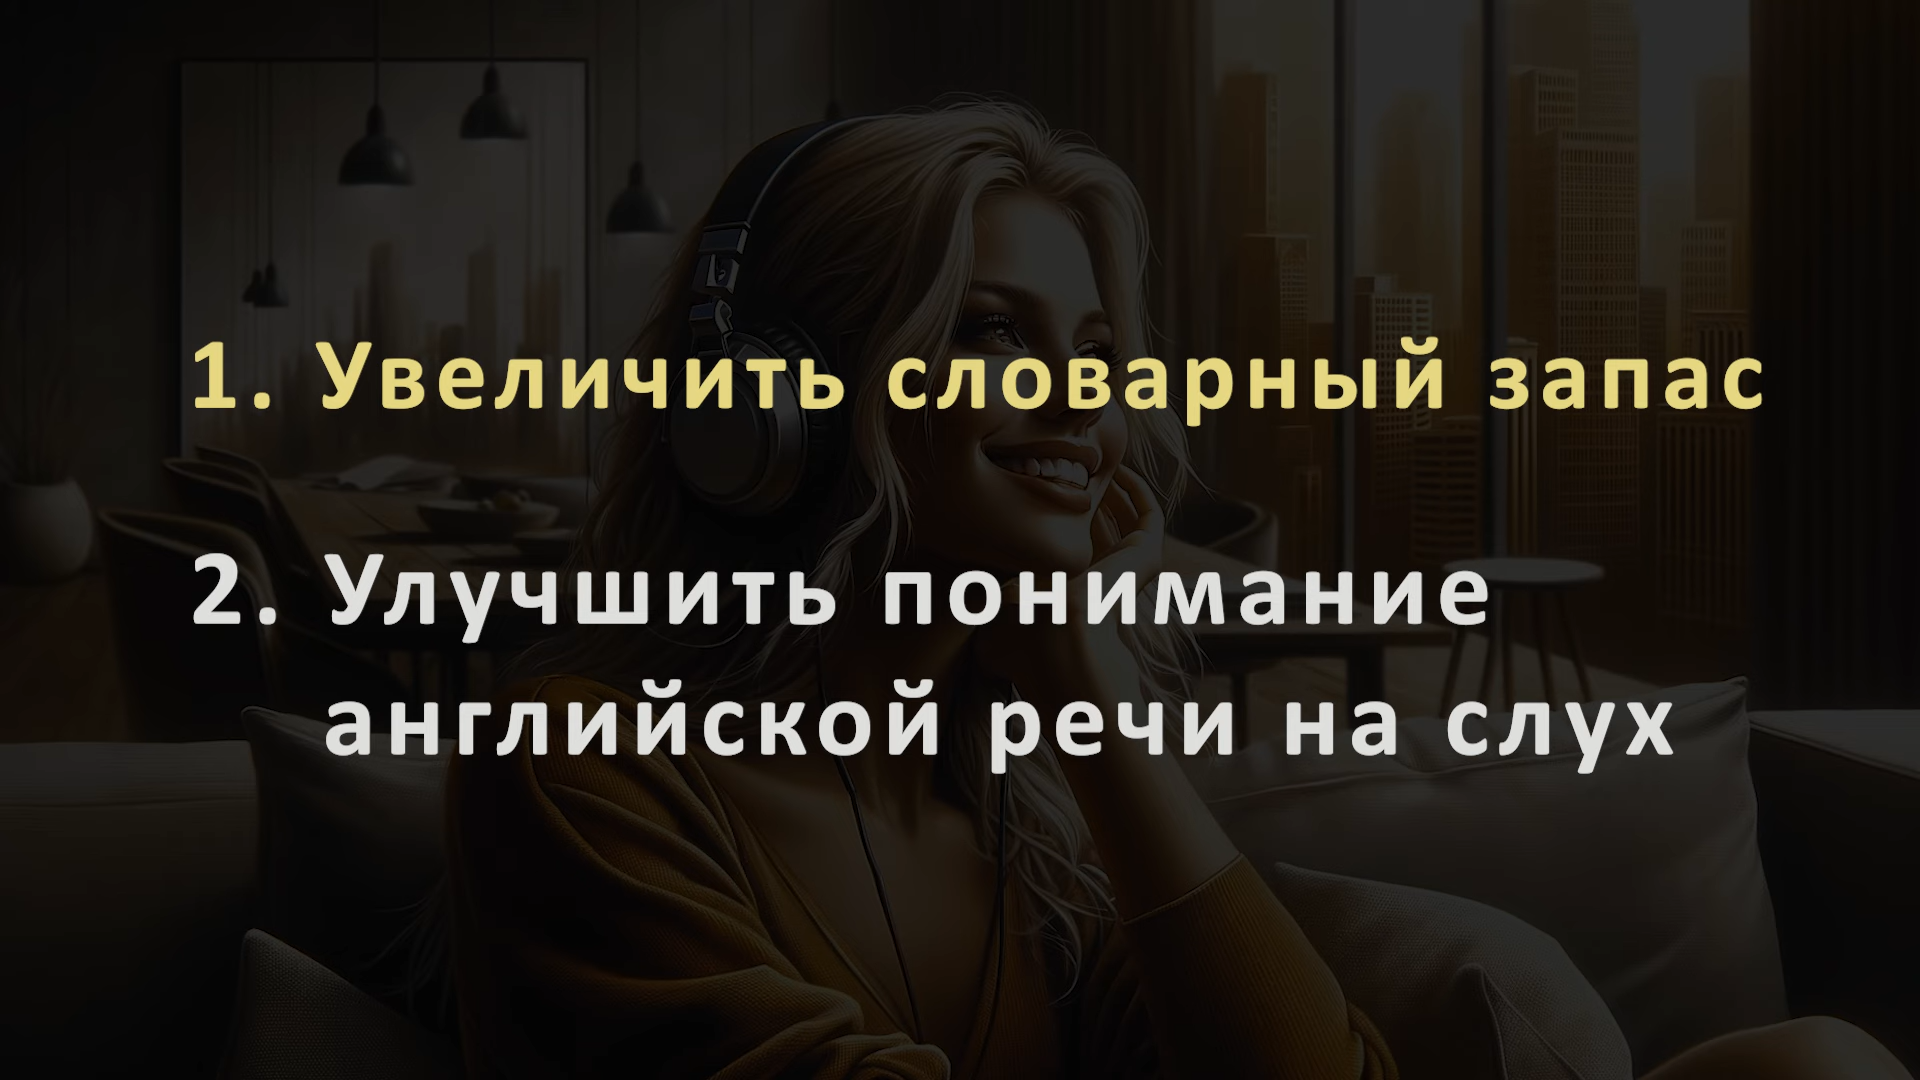 1. Увеличить словарный запас
2. Улучшить понимание
английской речи на слух